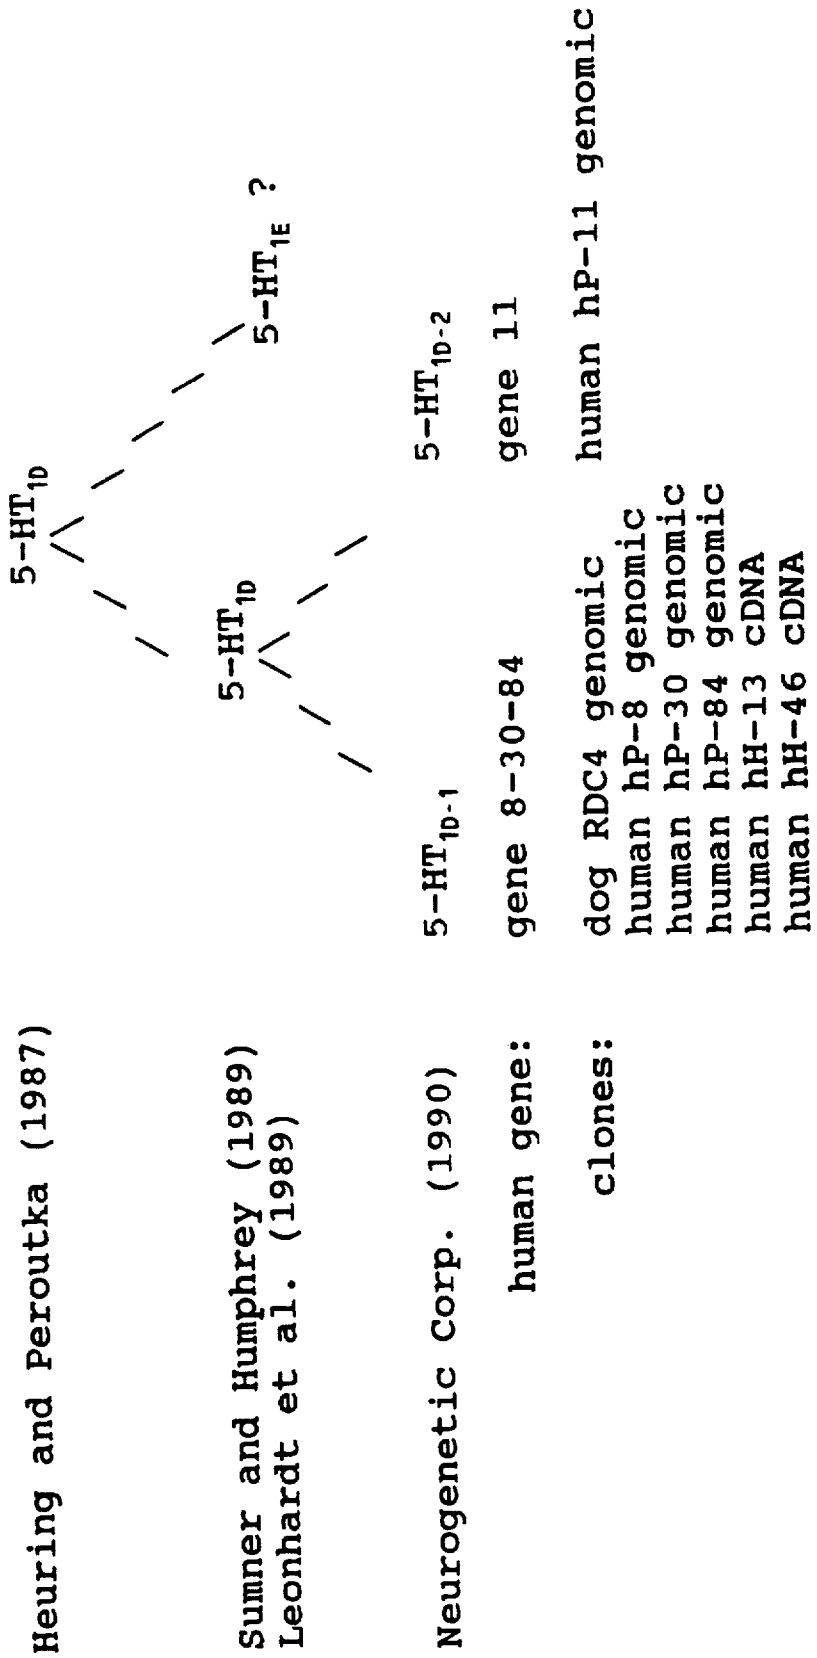 Heuring and Peroutka (1987) 5-HT1D
Sumner and Humphrey (1989) 5-HT1D 5-HT1E ?
Leonhardt et al. (1989)
Neurogenetic Corp. (1990) 5-HT1D-1 5-HT1D-2
human gene: gene 8-30-84 gene 11
clones: dog RDC4 genomic human hP-11 genomic
human hP-8 genomic
human hP-30 genomic
human hP-84 genomic
human hH-13 cDNA
human hH-46 cDNA